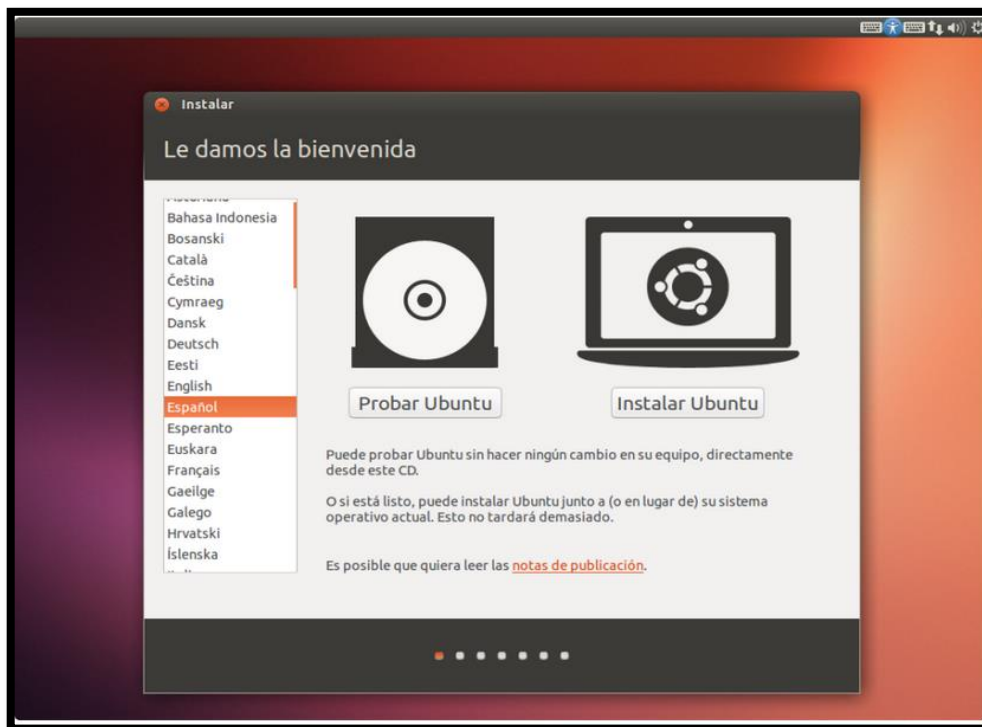 Instalar
Le damos la bienvenida
Bahasa Indonesia
Bosanski
Català
Čeština
Cymraeg
Dansk
Deutsch
Eesti
English
Español
Esperanto
Euskara
Français
Gaeilge
Galego
Hrvatski
Íslenska
Probar Ubuntu
Instalar Ubuntu
Puede probar Ubuntu sin hacer ningún cambio en su equipo, directamente
desde este CD.
O si está listo, puede instalar Ubuntu junto a (o en lugar de) su sistema
operativo actual. Esto no tardará demasiado.
Es posible que quiera leer las notas de publicación.